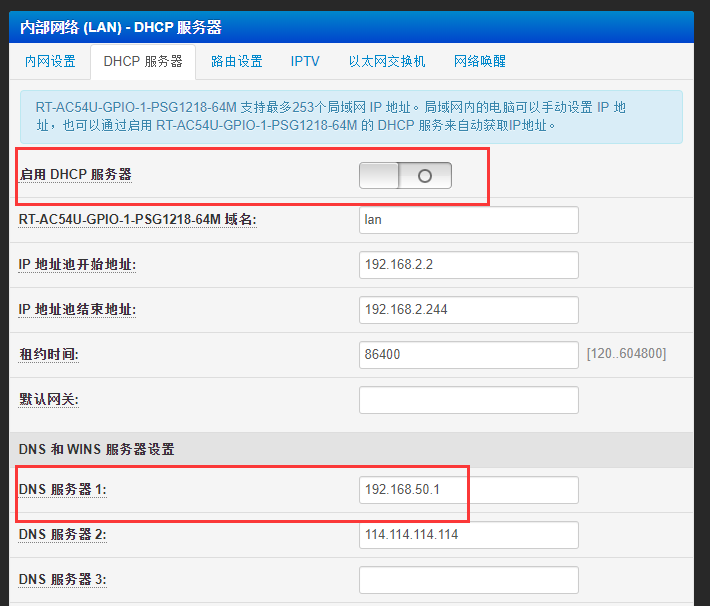 内部网络 (LAN) - DHCP 服务器
内网设置 DHCP 服务器 路由设置 IPTV 以太网交换机 网络唤醒
RT-AC54U-GPIO-1-PSG1218-64M 支持最多253个局域网 IP 地址。局域网内的电脑可以手动设置 IP 地
址，也可以通过启用 RT-AC54U-GPIO-1-PSG1218-64M 的 DHCP 服务来自动获取IP地址。
启用 DHCP 服务器
RT-AC54U-GPIO-1-PSG1218-64M 域名: lan
IP 地址池开始地址: 192.168.2.2
IP 地址池结束地址: 192.168.2.244
租约时间: 86400 [120..604800]
默认网关:
DNS 和 WINS 服务器设置
DNS 服务器 1: 192.168.50.1
DNS 服务器 2: 114.114.114.114
DNS 服务器 3: